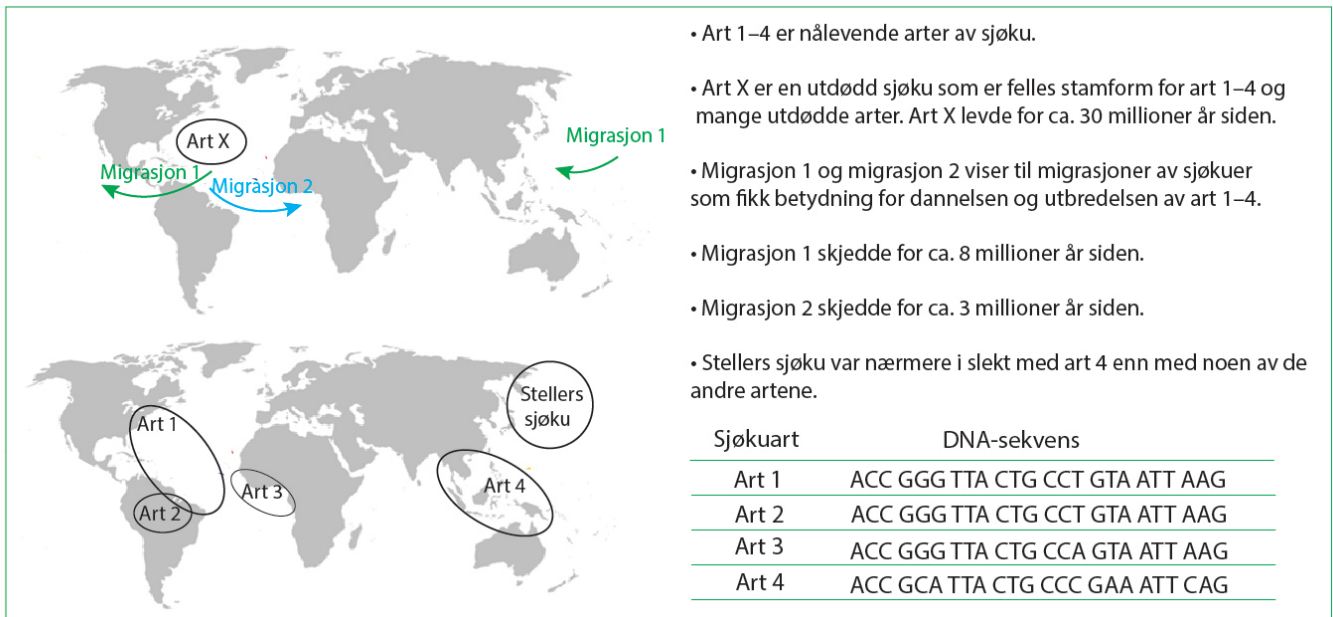 Art X
Migrasjon 1
Migrasjon 1
Migràsjon 2
Art 1
Art 2
Art 3
Art 4
Stellers
sjøku
• Art 1–4 er nålevende arter av sjøku.
• Art X er en utdødd sjøku som er felles stamform for art 1–4 og
mange utdødde arter. Art X levde for ca. 30 millioner år siden.
• Migrasjon 1 og migrasjon 2 viser til migrasjoner av sjøkuer
som fikk betydning for dannelsen og utbredelsen av art 1–4.
• Migrasjon 1 skjedde for ca. 8 millioner år siden.
• Migrasjon 2 skjedde for ca. 3 millioner år siden.
• Stellers sjøku var nærmere i slekt med art 4 enn med noen av de
andre artene.
Sjøkuart DNA-sekvens
Art 1 ACC GGG TTA CTG CCT GTA ATT AAG
Art 2 ACC GGG TTA CTG CCT GTA ATT AAG
Art 3 ACC GGG TTA CTG CCA GTA ATT AAG
Art 4 ACC GCA TTA CTG CCC GAA ATT CAG